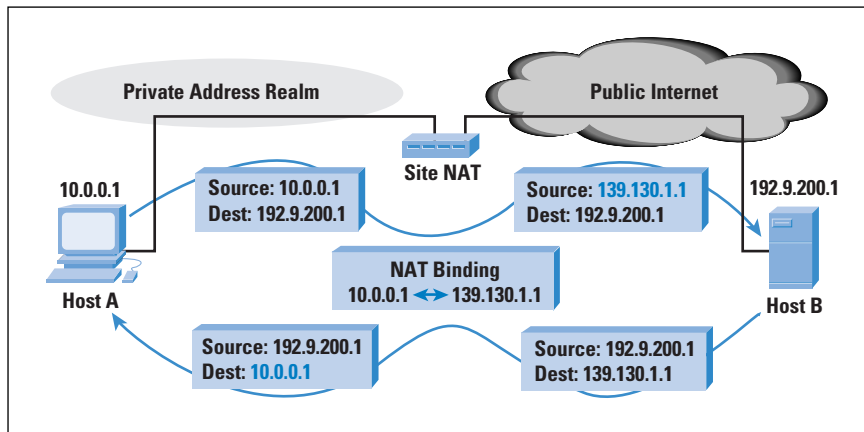 Private Address Realm
Public Internet
Site NAT
10.0.0.1
Source: 10.0.0.1
Dest: 192.9.200.1
Source: 139.130.1.1
Dest: 192.9.200.1
192.9.200.1
Host A
NAT Binding
10.0.0.1 ↔ 139.130.1.1
Host B
Source: 192.9.200.1
Dest: 10.0.0.1
Source: 192.9.200.1
Dest: 139.130.1.1